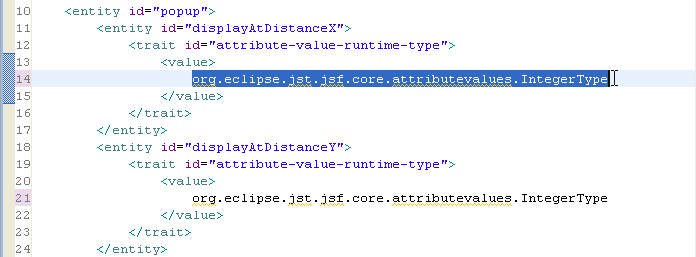 10 <entity id="popup">
11 <entity id="displayAtDistanceX">
12 <trait id="attribute-value-runtime-type">
13 <value>
14 org.eclipse.jst.jsf.core.attributevalues.IntegerType
15 </value>
16 </trait>
17 </entity>
18 <entity id="displayAtDistanceY">
19 <trait id="attribute-value-runtime-type">
20 <value>
21 org.eclipse.jst.jsf.core.attributevalues.IntegerType
22 </value>
23 </trait>
24 </entity>